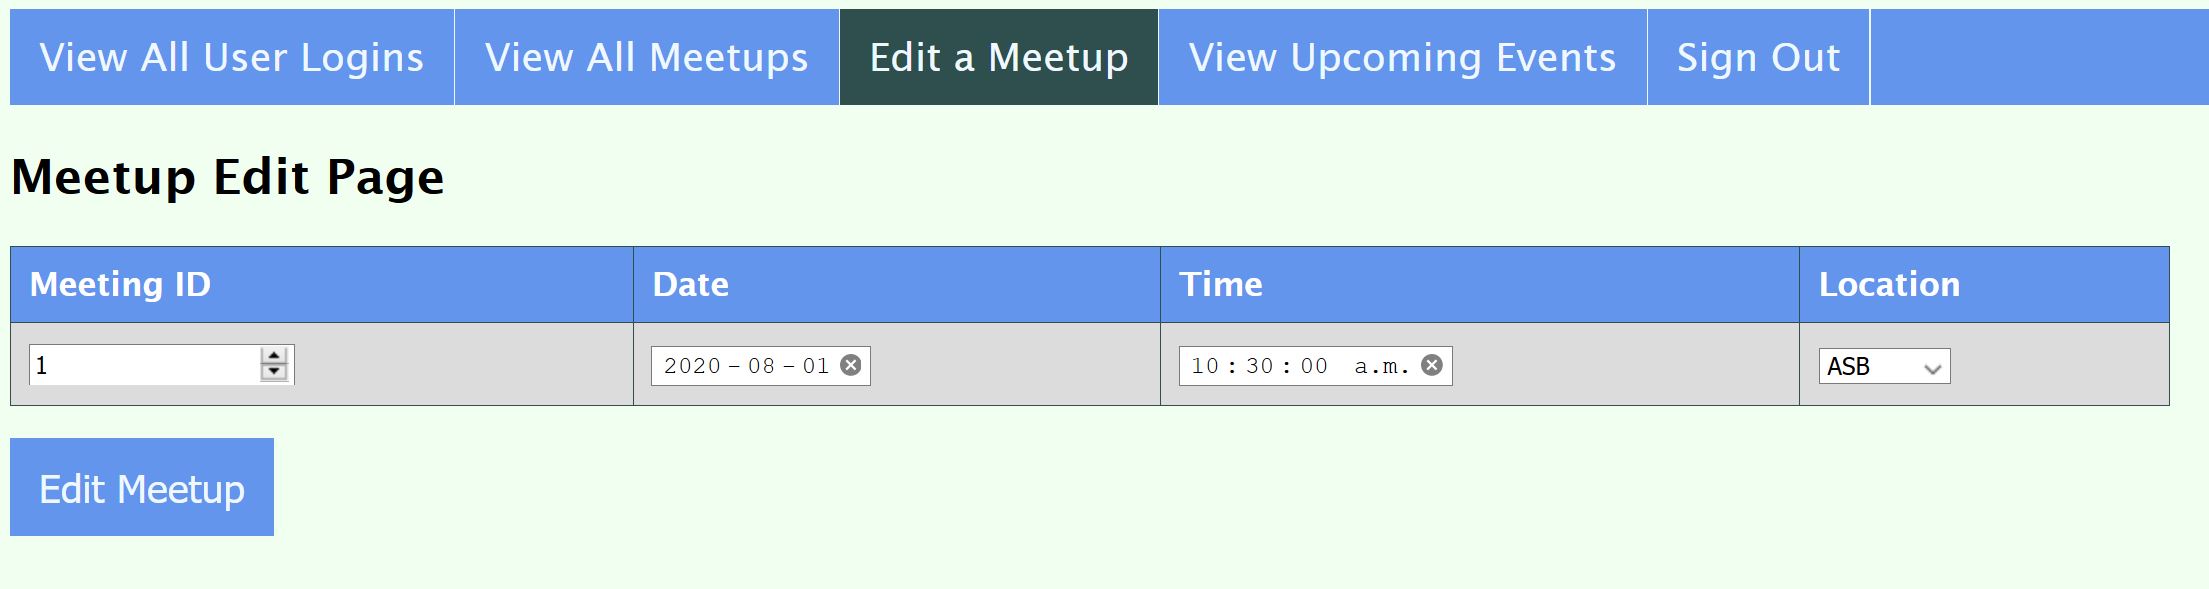 View All User Logins View All Meetups Edit a Meetup View Upcoming Events Sign Out
Meetup Edit Page
Meeting ID Date Time Location
1 2020-08-01 10:30:00 a.m. ASB
Edit Meetup